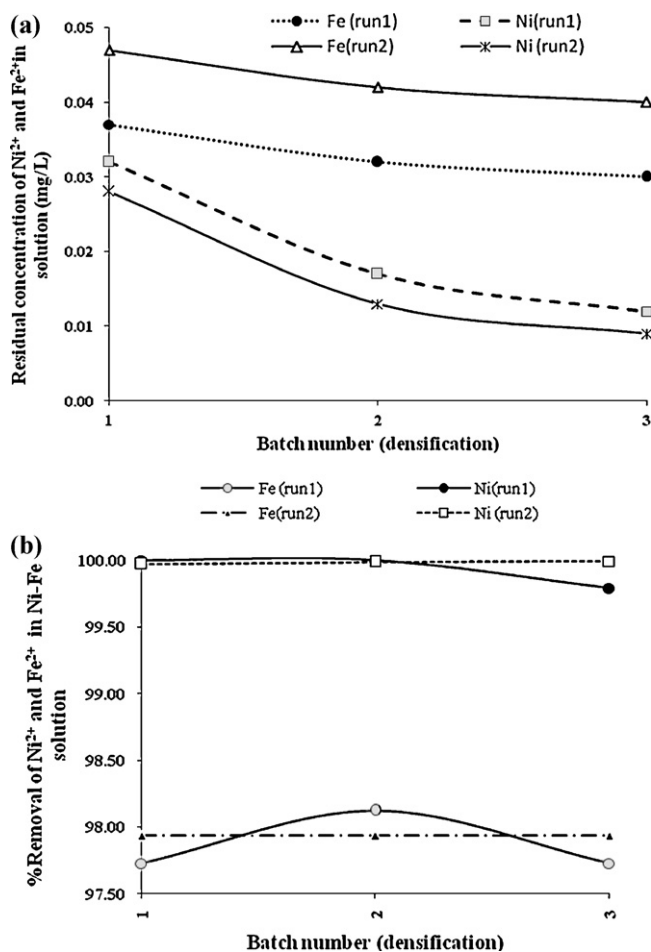 (a)
Fe (run1)
Ni(run1)
Fe(run2)
Ni (run2)
Residual concentration of Ni²⁺ and Fe²⁺in
solution (mg/L)
0.05
0.04
0.03
0.02
0.01
0.00
1
2
3
Batch number (densification)
Fe (run1)
Ni(run1)
Fe(run2)
Ni (run2)
(b)
%Removal of Ni²⁺ and Fe²⁺ in Ni-Fe
solution
100.00
99.50
99.00
98.50
98.00
97.50
1
2
3
Batch number (densification)